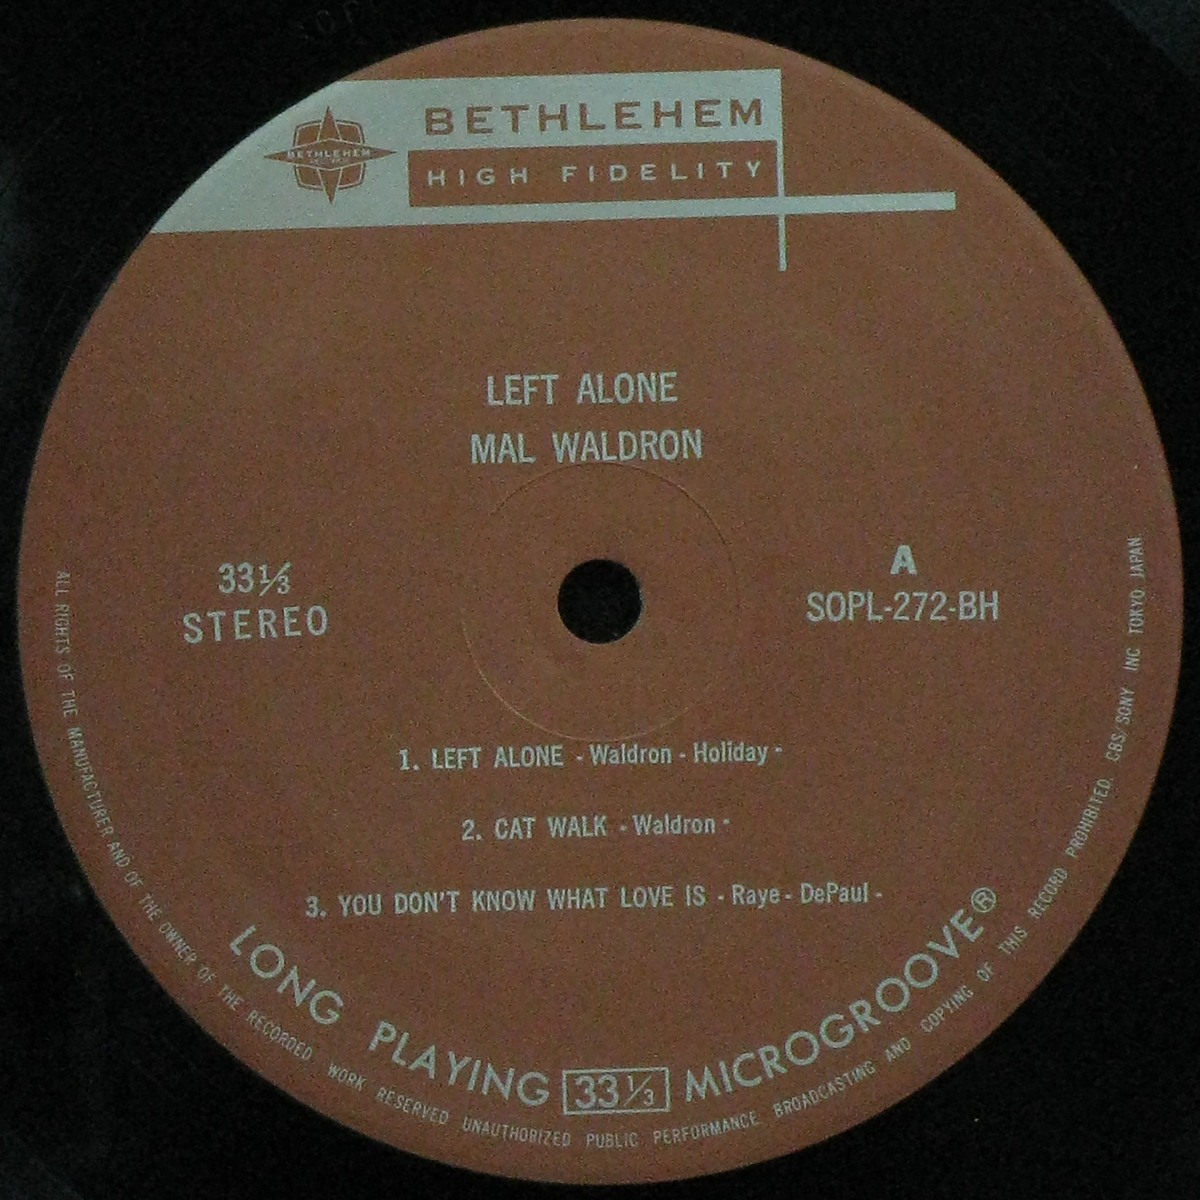 BETHLEHEM
BETHLEHEM
HIGH FIDELITY
LEFT ALONE
MAL WALDRON
33⅓
STEREO
A
SOPL-272-BH
1. LEFT ALONE - Waldron - Holiday -
2. CAT WALK - Waldron -
3. YOU DON'T KNOW WHAT LOVE IS - Raye - DePaul -
LONG PLAYING 33⅓ MICROGROOVE®
ALL RIGHTS OF THE MANUFACTURER AND OF THE OWNER OF THE RECORDED WORK RESERVED UNAUTHORIZED PUBLIC PERFORMANCE BROADCASTING AND COPYING OF THIS RECORD PROHIBITED. CBS/SONY INC TOKYO JAPAN